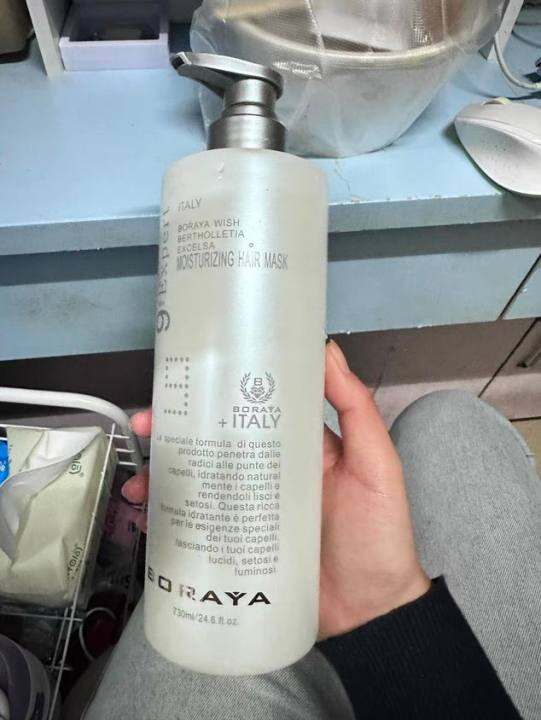 ITALY
BORAYA WISH
BERTHOLLETIA
EXCELSA
MOISTURIZING HAIR MASK
9 Expert
B
BORAYA
+ ITALY
speciale formula di questo
prodotto penetra dalle
radici alle punte dei
capelli, idratando natural
mente i capelli e
rendendoli lisci e
setosi. Questa ricca
formula idratante è perfetta
per le esigenze speciali
dei tuoi capelli.
lasciando i tuoi capelli
lucidi, setosi e
luminosi.
BORAYA
730ml/24.6 fl.oz.